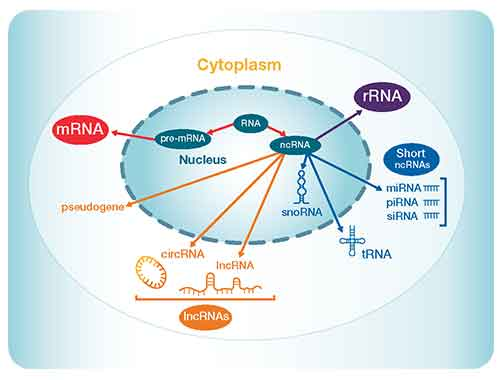 Cytoplasm
rRNA
mRNA
RNA
pre-mRNA
ncRNA
Nucleus
Short
ncRNAs
miRNA
piRNA
siRNA
pseudogene
snoRNA
tRNA
circRNA
lncRNA
lncRNAs